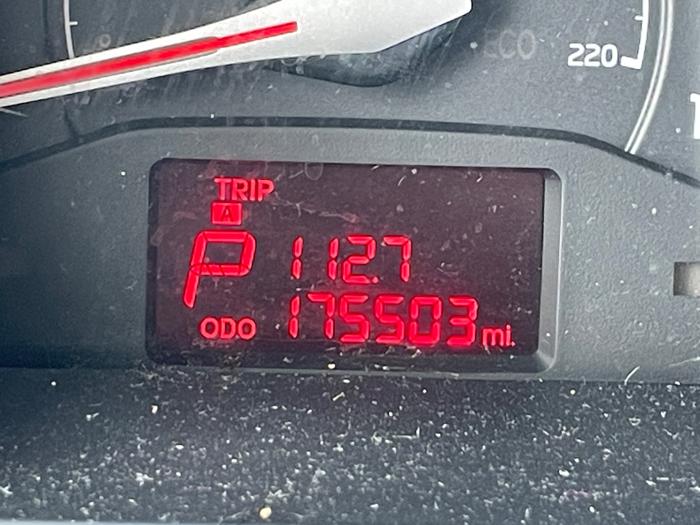 ECO
220
TRIP
A
P 112.7
ODO 175503 mi.